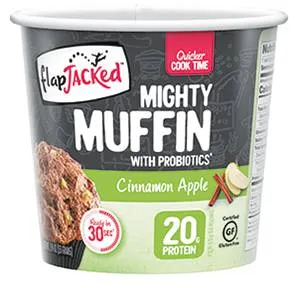 Quicker
COOK TIME
flapJACKed™
MIGHTY
MUFFIN
WITH PROBIOTICS
Cinnamon Apple
Ready in
30 SEC
20g
PROTEIN
Certified
GF
Gluten-Free